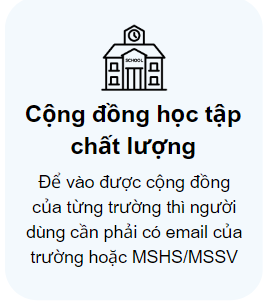 SCHOOL
Cộng đồng học tập
chất lượng
Để vào được cộng đồng
của từng trường thì người
dùng cần phải có email của
trường hoặc MSHS/MSSV